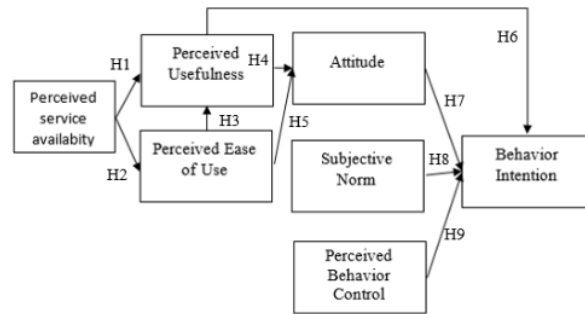 H6
H1
Perceived
Usefulness
H4
Attitude
Perceived
service
availabity
H7
H3
H5
H2
Perceived Ease
of Use
Subjective
Norm
H8
Behavior
Intention
H9
Perceived
Behavior
Control